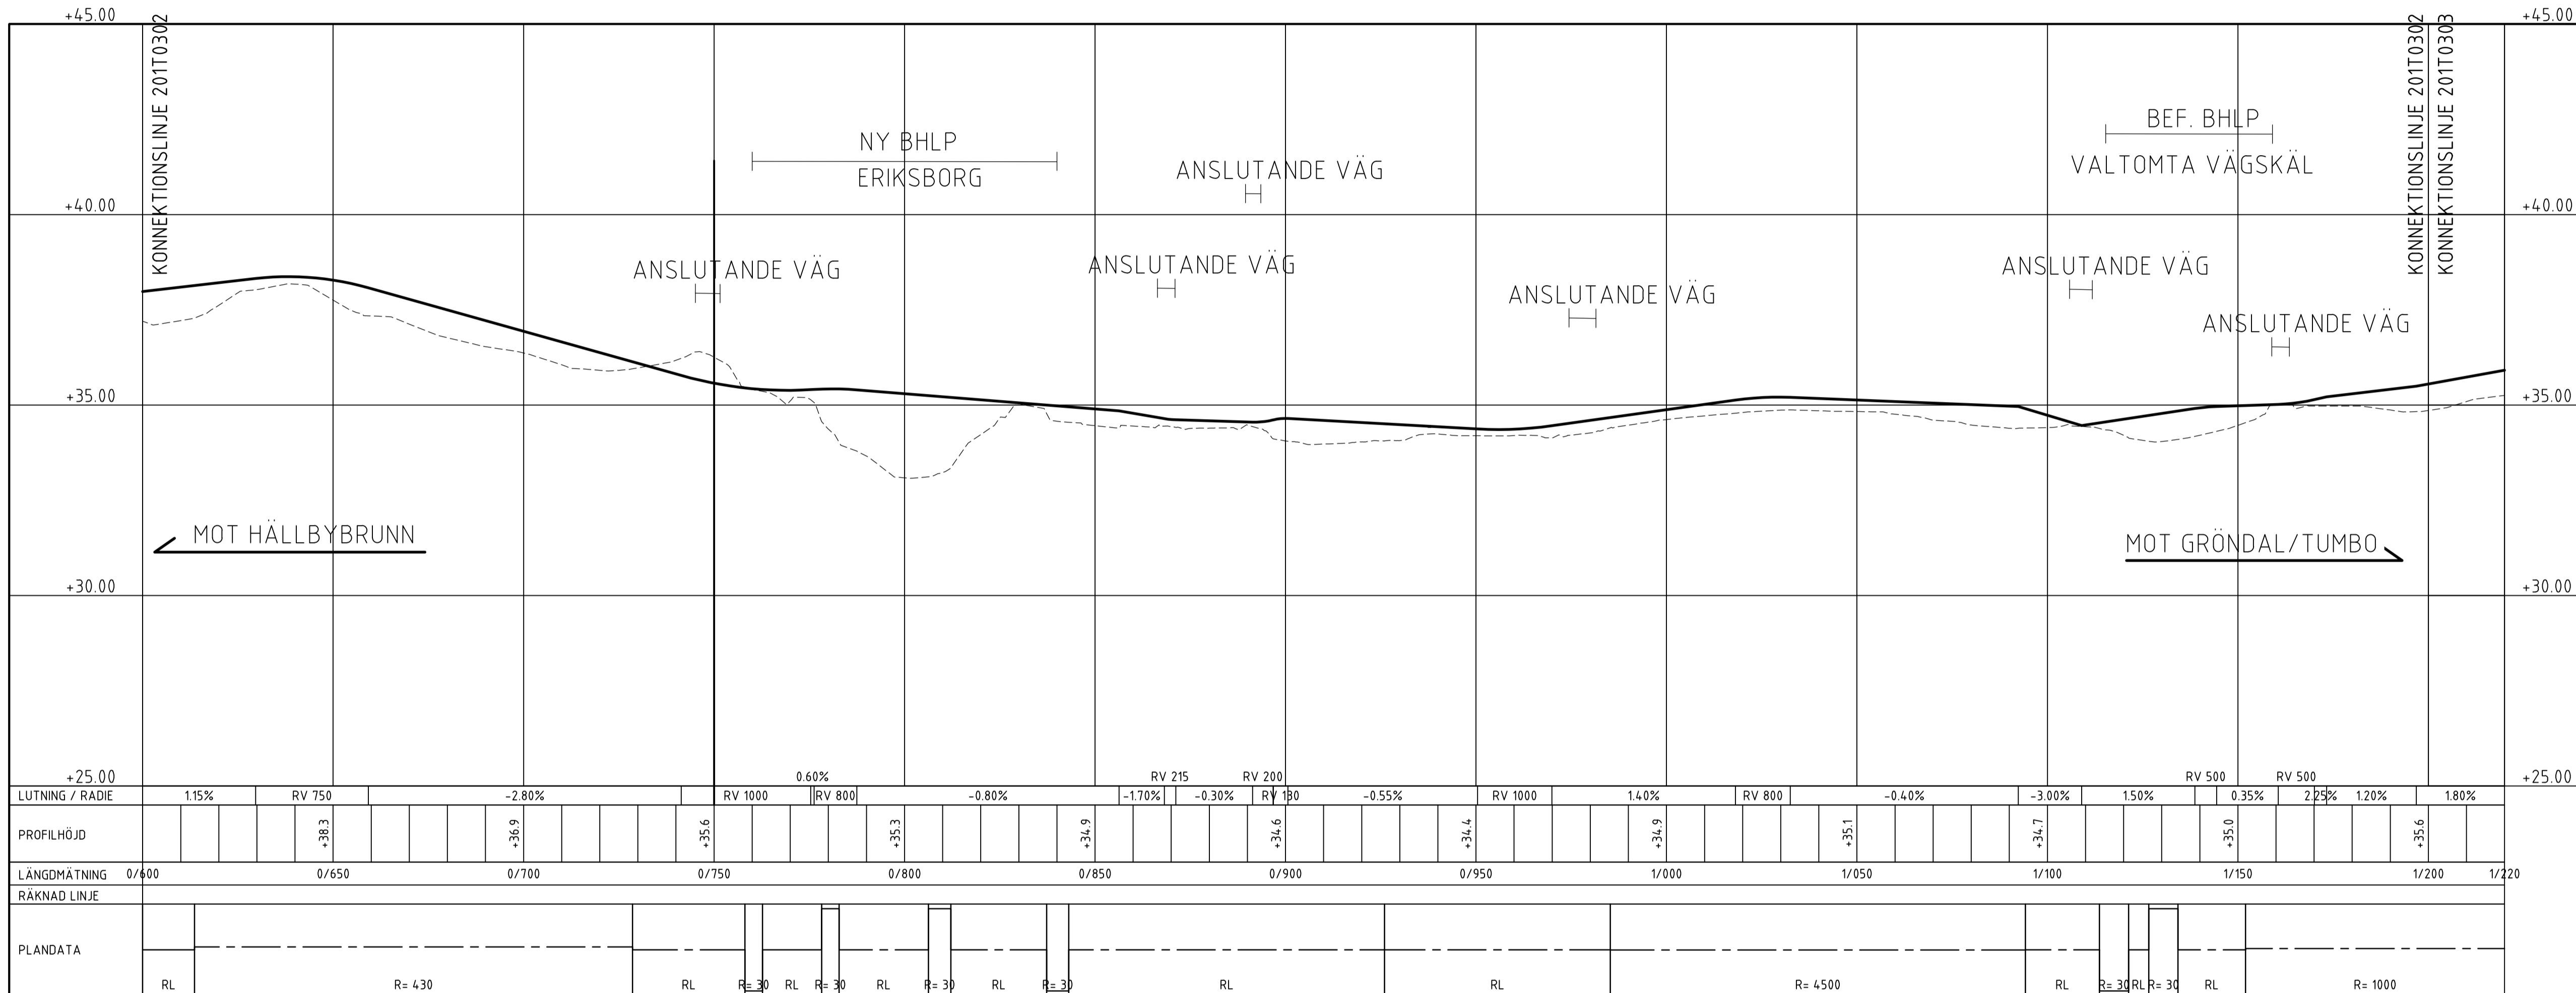 +45.00
+45.00
KONNEKTIONSLINJE 201T0302
KONNEKTIONSLINJE 201T0302
KONNEKTIONSLINJE 201T0303
NY BHLP
ERIKSBORG
ANSLUTANDE VÄG
BEF. BHLP
VALTOMTA VÄGSKÄL
+40.00
+40.00
ANSLUTANDE VÄG
ANSLUTANDE VÄG
ANSLUTANDE VÄG
ANSLUTANDE VÄG
ANSLUTANDE VÄG
+35.00
+35.00
MOT HÄLLBYBRUNN
MOT GRÖNDAL/TUMBO
+30.00
+30.00
+25.00
0.60%
RV 215
RV 200
RV 500
RV 500
+25.00
LUTNING / RADIE
1.15%
RV 750
-2.80%
RV 1000
RV 800
-0.80%
-1.70%
-0.30%
RV 130
-0.55%
RV 1000
1.40%
RV 800
-0.40%
-3.00%
1.50%
0.35%
2.25%
1.20%
1.80%
PROFILHÖJD
+38.3
+36.9
+35.6
+35.3
+34.9
+34.6
+34.4
+34.9
+35.1
+34.7
+35.0
+35.6
LÄNGDMÄTNING
0/600
0/650
0/700
0/750
0/800
0/850
0/900
0/950
1/000
1/050
1/100
1/150
1/200
1/220
RÄKNAD LINJE
PLANDATA
RL
R= 430
RL
R= 30
RL
R= 30
RL
R= 30
RL
R= 30
RL
RL
R= 4500
RL
R= 30
RL
R= 30
RL
R= 1000